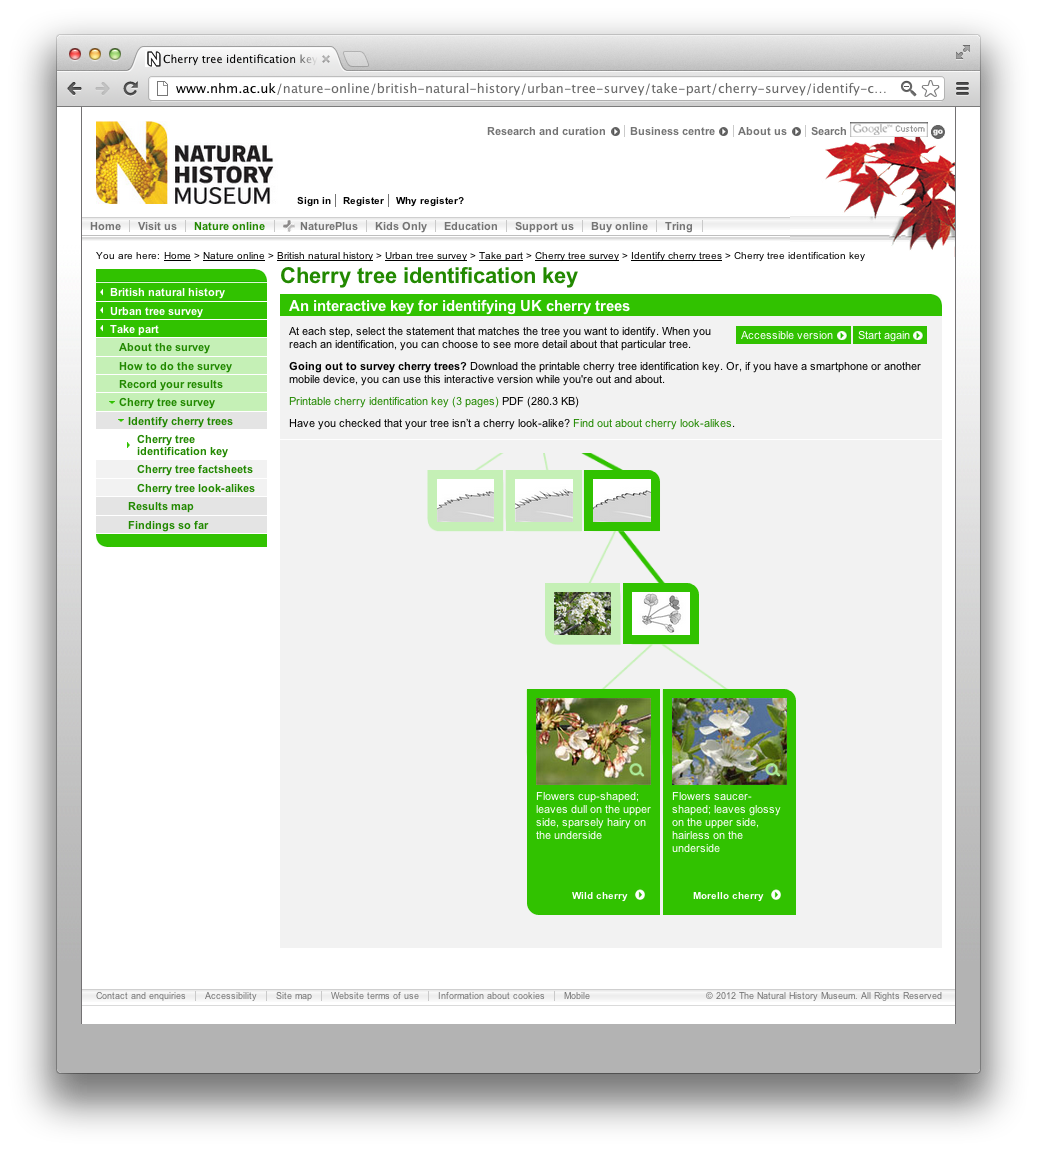 Cherry tree identification key
www.nhm.ac.uk/nature-online/british-natural-history/urban-tree-survey/take-part/cherry-survey/identify-c...
Research and curation Business centre About us Search Google™ Custom go
NATURAL
HISTORY
MUSEUM
Sign in Register Why register?
Home Visit us Nature online NaturePlus Kids Only Education Support us Buy online Tring
You are here: Home > Nature online > British natural history > Urban tree survey > Take part > Cherry tree survey > Identify cherry trees > Cherry tree identification key
British natural history
Urban tree survey
Take part
About the survey
How to do the survey
Record your results
Cherry tree survey
Identify cherry trees
Cherry tree
identification key
Cherry tree factsheets
Cherry tree look-alikes
Results map
Findings so far
Cherry tree identification key
An interactive key for identifying UK cherry trees
At each step, select the statement that matches the tree you want to identify. When you
reach an identification, you can choose to see more detail about that particular tree.
Accessible version Start again
Going out to survey cherry trees? Download the printable cherry tree identification key. Or, if you have a smartphone or another
mobile device, you can use this interactive version while you're out and about.
Printable cherry identification key (3 pages) PDF (280.3 KB)
Have you checked that your tree isn't a cherry look-alike? Find out about cherry look-alikes.
Flowers cup-shaped;
leaves dull on the upper
side, sparsely hairy on
the underside
Wild cherry
Flowers saucer-
shaped; leaves glossy
on the upper side,
hairless on the
underside
Morello cherry
Contact and enquiries Accessibility Site map Website terms of use Information about cookies Mobile © 2012 The Natural History Museum. All Rights Reserved